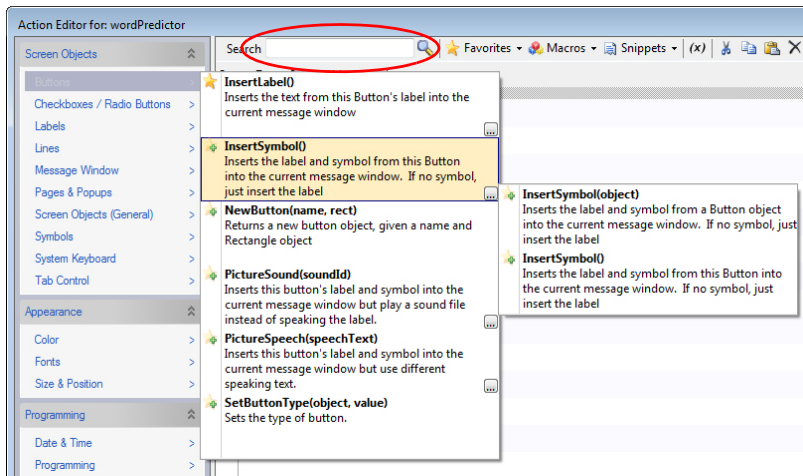 Action Editor for: wordPredictor
Screen Objects
Search
Favorites
Macros
Snippets
(x)
Buttons
Checkboxes / Radio Buttons
Labels
Lines
Message Window
Pages & Popups
Screen Objects (General)
Symbols
System Keyboard
Tab Control
Appearance
Color
Fonts
Size & Position
Programming
Date & Time
Programming
InsertLabel()
Inserts the text from this Button's label into the
current message window
...
InsertSymbol()
Inserts the label and symbol from this Button
into the current message window. If no symbol,
just insert the label
...
NewButton(name, rect)
Returns a new button object, given a name and
Rectangle object
PictureSound(soundId)
Inserts this button's label and symbol into the
current message window but play a sound file
instead of speaking the label.
...
PictureSpeech(speechText)
Inserts this button's label and symbol into the
current message window but use different
speaking text.
...
SetButtonType(object, value)
Sets the type of button.
InsertSymbol(object)
Inserts the label and symbol from a Button object
into the current message window. If no symbol, just
insert the label
InsertSymbol()
Inserts the label and symbol from this Button into
the current message window. If no symbol, just
insert the label